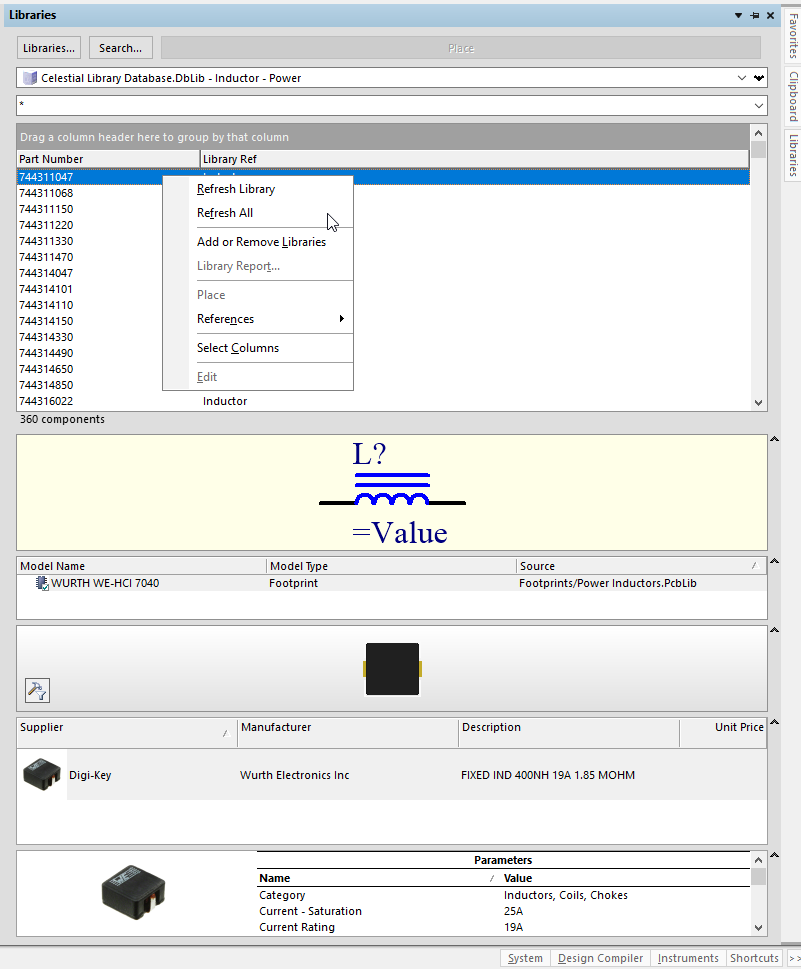 Libraries
Libraries... Search... Place
Celestial Library Database.DbLib - Inductor - Power
*
Drag a column header here to group by that column
Part Number Library Ref
744311047
744311068
744311150
744311220
744311330
744311470
744314047
744314101
744314110
744314150
744314330
744314490
744314650
744314850
744316022 Inductor
Refresh Library
Refresh All
Add or Remove Libraries
Library Report...
Place
References
Select Columns
Edit
360 components
L?
=Value
Model Name Model Type Source
WURTH WE-HCI 7040 Footprint Footprints/Power Inductors.PcbLib
Supplier Manufacturer Description Unit Price
Digi-Key Wurth Electronics Inc FIXED IND 400NH 19A 1.85 MOHM
Parameters
Name Value
Category Inductors, Coils, Chokes
Current - Saturation 25A
Current Rating 19A
System Design Compiler Instruments Shortcuts >>
Favorites
Clipboard
Libraries